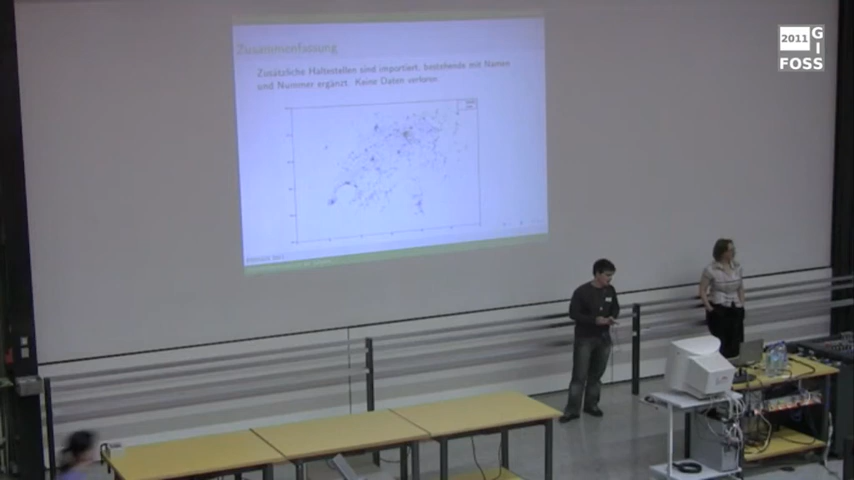 2011 G
I
FOSS
Zusammenfassung
Zusätzliche Haltestellen sind importiert, bestehende mit Namen
und Nummer ergänzt. Keine Daten verloren.